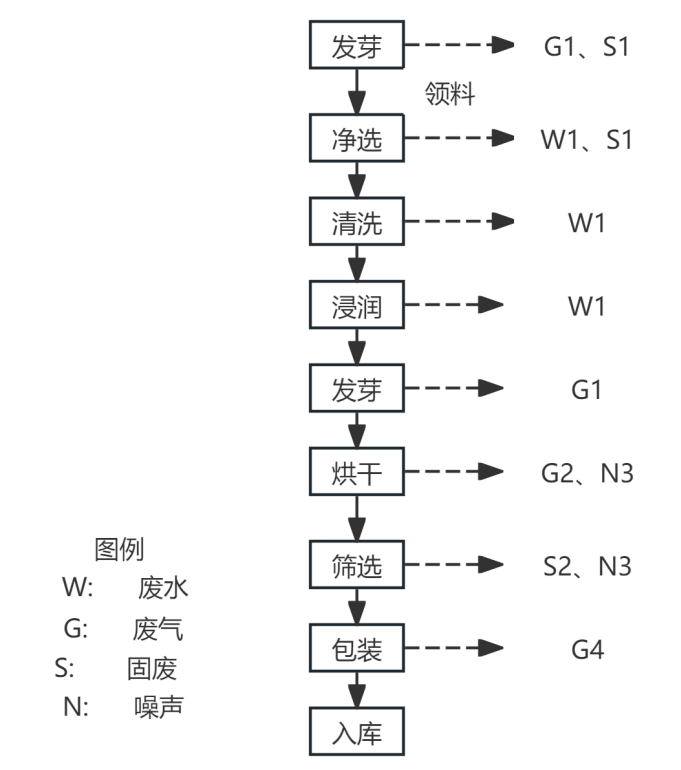 发芽 G1、S1
领料
净选 W1、S1
清洗 W1
浸润 W1
发芽 G1
烘干 G2、N3
筛选 S2、N3
包装 G4
入库
图例
W: 废水
G: 废气
S: 固废
N: 噪声